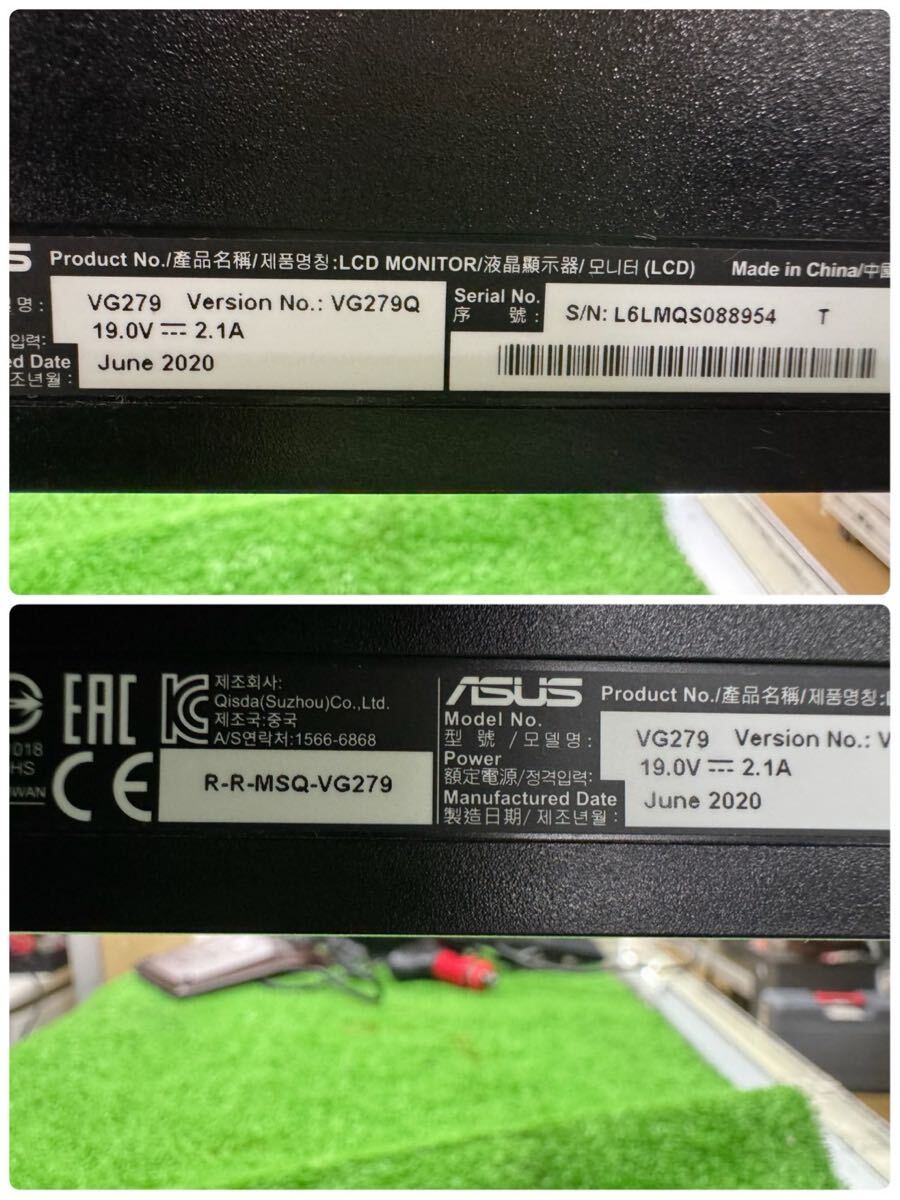 S Product No./產品名稱/제품명칭:LCD MONITOR/液晶顯示器/모니터 (LCD) Made in China/中國
명 : VG279 Version No.: VG279Q
입력: 19.0V ⎓ 2.1A
ed Date June 2020
조년월 :
Serial No.
序 號 : S/N: L6LMQS088954 T
EAC
제조회사:
Qisda(Suzhou)Co.,Ltd.
제조국:중국
A/S연락처:1566-6868
CE
R-R-MSQ-VG279
018
HS
WAN
ASUS Product No./產品名稱/제품명칭:
Model No.
型 號 / 모델명 : VG279 Version No.: V
Power
額定電源/정격입력: 19.0V ⎓ 2.1A
Manufactured Date June 2020
製造日期/ 제조년월 :